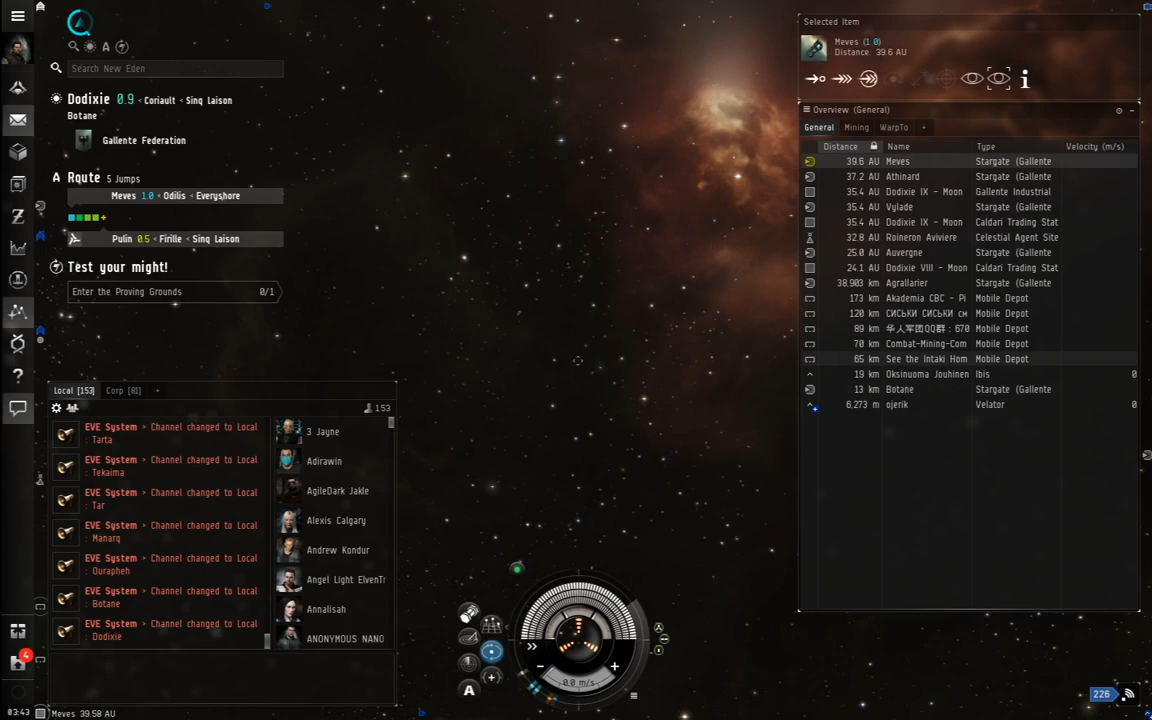 Search New Eden
Dodixie 0.9 < Coriault < Sinq Laison
Botane
Gallente Federation
Route 5 Jumps
Meves 1.0 < Odilis < Everyshore
Pulin 0.5 < Firille < Sinq Laison
Test your might!
Enter the Proving Grounds 0/1
Local [153] Corp [81] +
153
EVE System > Channel changed to Local
: Tarta
EVE System > Channel changed to Local
: Tekaima
EVE System > Channel changed to Local
: Tar
EVE System > Channel changed to Local
: Manarq
EVE System > Channel changed to Local
: Ourapheh
EVE System > Channel changed to Local
: Botane
EVE System > Channel changed to Local
: Dodixie
3 Jayne
Adirawin
AgileDark Jakle
Alexis Calgary
Andrew Kondur
Angel Light ElvenTr
Annalisah
ANONYMOUS NANO
4
03:43
Meves 39.58 AU
A
0.0 m/s
226
Selected Item
Meves (1.0)
Distance: 39.6 AU
Overview (General)
General Mining WarpTo +
Distance Name Type Velocity (m/s)
39.6 AU Meves Stargate (Gallente
37.2 AU Athinard Stargate (Gallente
35.4 AU Dodixie IX - Moon Gallente Industrial
35.4 AU Vylade Stargate (Gallente
35.4 AU Dodixie IX - Moon Caldari Trading Stat
32.8 AU Roineron Aviviere Celestial Agent Site
25.0 AU Auvergne Stargate (Gallente
24.1 AU Dodixie VIII - Moon Caldari Trading Stat
38,903 km Agrallarier Stargate (Gallente
173 km Akademia CBC - Pi Mobile Depot
120 km СИСЬКИ СИСЬКИ см Mobile Depot
89 km 华人军团QQ群：670 Mobile Depot
70 km Combat-Mining-Com Mobile Depot
65 km See the Intaki Hom Mobile Depot
19 km Oksinuoma Jouhinen Ibis 0
13 km Botane Stargate (Gallente
6,273 m ojerik Velator 0